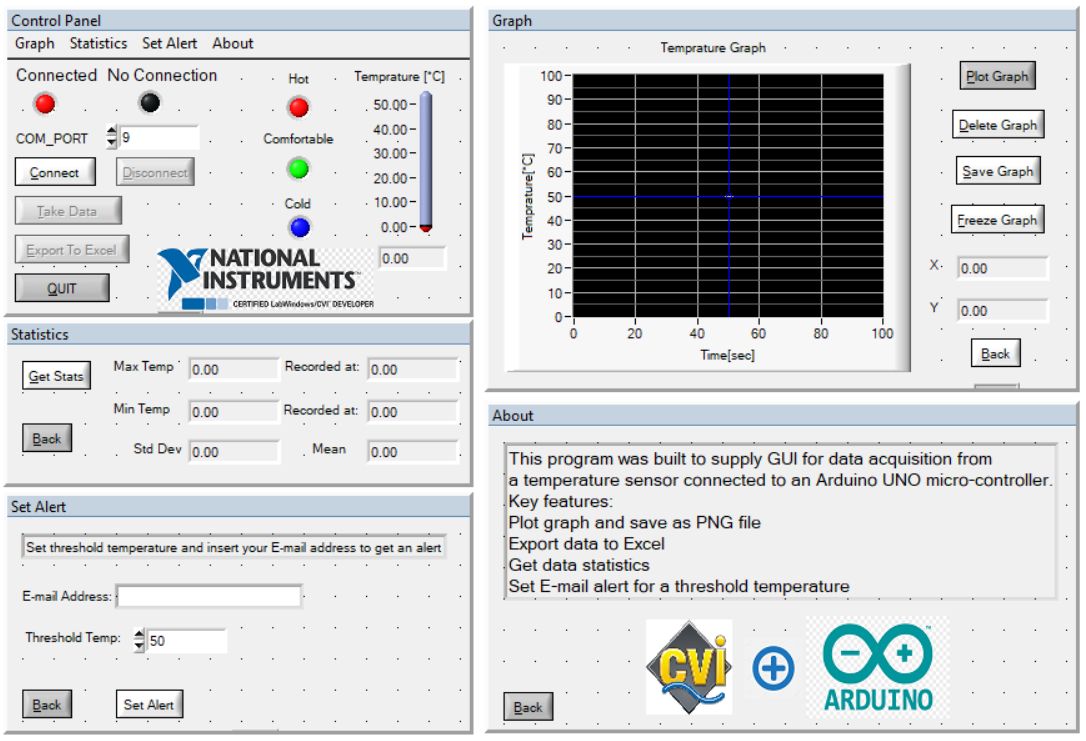 Control Panel
Graph Statistics Set Alert About
Connected No Connection
Hot
Temprature [°C]
50.00
40.00
30.00
20.00
10.00
0.00
0.00
Comfortable
Cold
COM_PORT 9
Connect Disconnect
Take Data
Export To Excel
QUIT
NATIONAL
INSTRUMENTS™
CERTIFIED LabWindows/CVI™ DEVELOPER
Statistics
Get Stats
Max Temp 0.00 Recorded at: 0.00
Min Temp 0.00 Recorded at: 0.00
Back
Std Dev 0.00 Mean 0.00
Set Alert
Set threshold temperature and insert your E-mail address to get an alert
E-mail Address:
Threshold Temp: 50
Back Set Alert
Graph
Temprature Graph
Temprature[°C]
100
90
80
70
60
50
40
30
20
10
0
0 20 40 60 80 100
Time[sec]
Plot Graph
Delete Graph
Save Graph
Freeze Graph
X 0.00
Y 0.00
Back
About
This program was built to supply GUI for data acquisition from
a temperature sensor connected to an Arduino UNO micro-controller.
Key features:
Plot graph and save as PNG file
Export data to Excel
Get data statistics
Set E-mail alert for a threshold temperature
CVI
ARDUINO™
Back